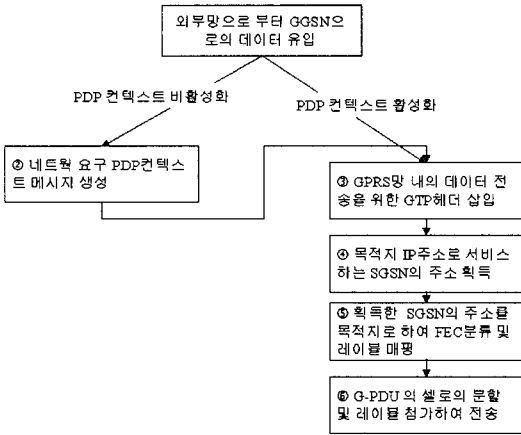 외부망으로 부터 GGSN으
로의 데이터 유입
PDP 컨텍스트 비활성화
PDP 컨텍스트 활성화
② 네트웍 요구 PDP컨텍스
트 메시지 생성
③ GPRS망 내의 데이터 전
송을 위한 GTP헤더 삽입
④ 목적지 IP주소로 서비스
하는 SGSN의 주소 획득
⑤ 획득한 SGSN의 주소를
목적지로 하여 FEC분류 및
레이블 매핑
⑥ G-PDU 의 셀로의 분할
및 레이블 첨가하여 전송